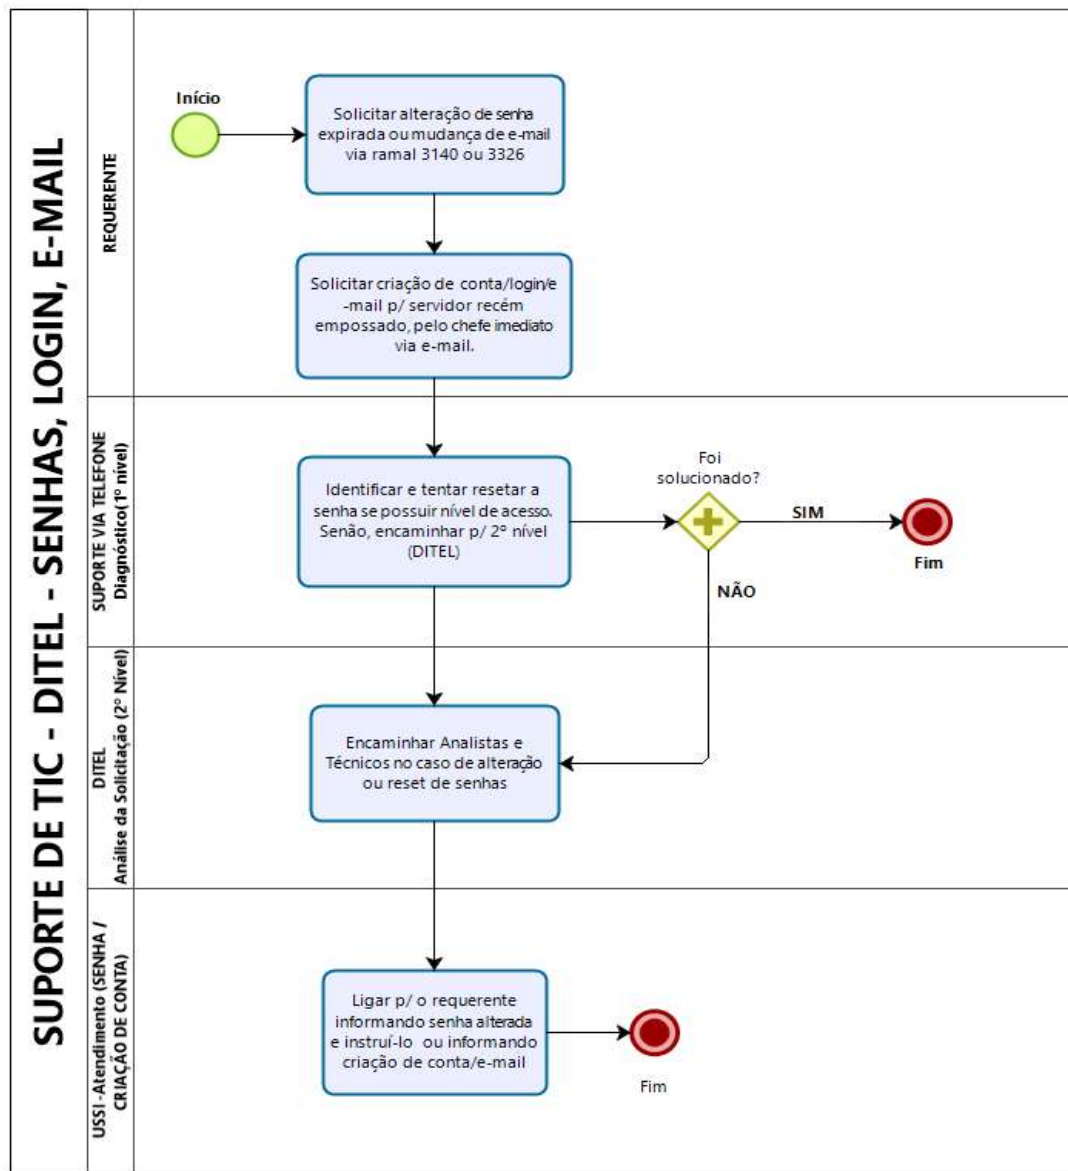 SUPORTE DE TIC - DITEL - SENHAS, LOGIN, E-MAIL
REQUERENTE
Início
Solicitar alteração de senha
expirada ou mudança de e-mail
via ramal 3140 ou 3326
Solicitar criação de conta/login/e
-mail p/ servidor recém
empossado, pelo chefe imediato
via e-mail.
SUPORTE VIA TELEFONE
Diagnóstico(1º nível)
Identificar e tentar resetar a
senha se possuir nível de acesso.
Senão, encaminhar p/ 2º nível
(DITEL)
Foi
solucionado?
SIM
Fim
NÃO
DITEL
Análise da Solicitação (2º Nível)
Encaminhar Analistas e
Técnicos no caso de alteração
ou reset de senhas
USSI -Atendimento (SENHA /
CRIAÇÃO DE CONTA)
Ligar p/ o requerente
informando senha alterada
e instruí-lo ou informando
criação de conta/e-mail
Fim